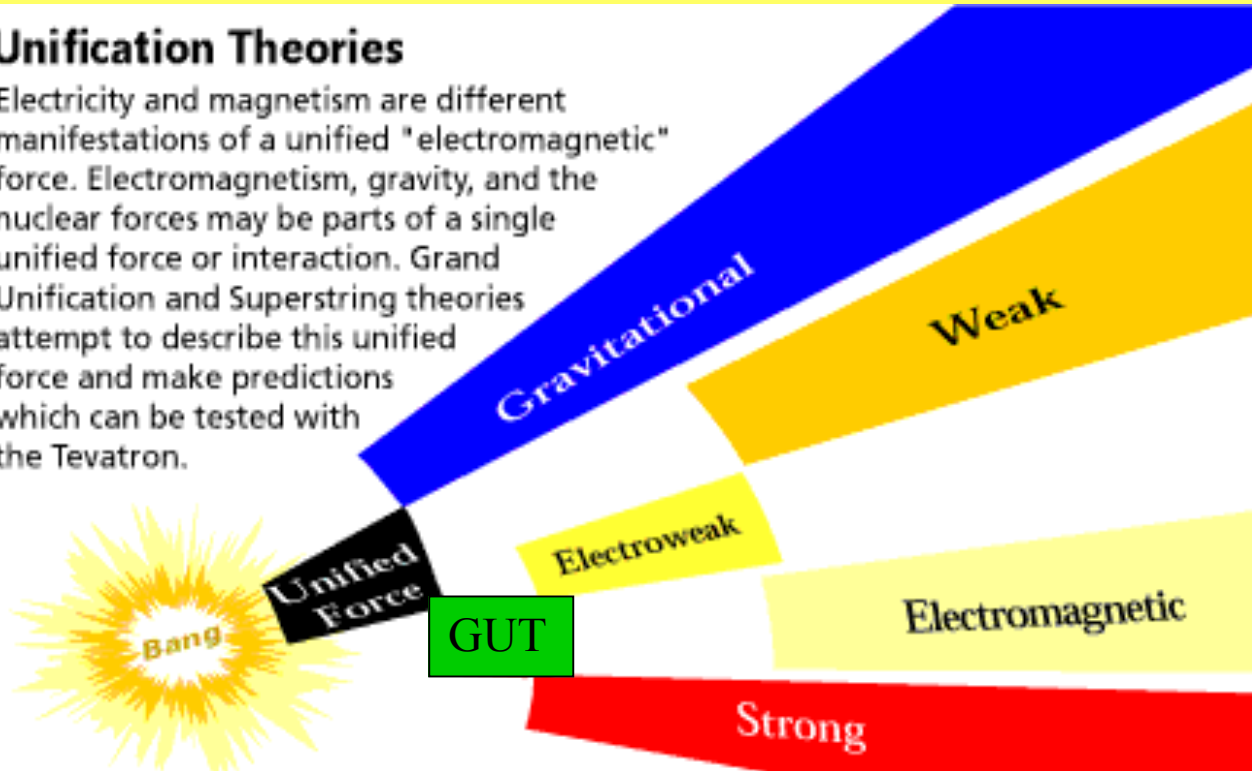 Unification Theories
Electricity and magnetism are different
manifestations of a unified "electromagnetic"
force. Electromagnetism, gravity, and the
nuclear forces may be parts of a single
unified force or interaction. Grand
Unification and Superstring theories
attempt to describe this unified
force and make predictions
which can be tested with
the Tevatron.
Gravitational
Weak
Electroweak
Unified
Force
Bang
GUT
Electromagnetic
Strong